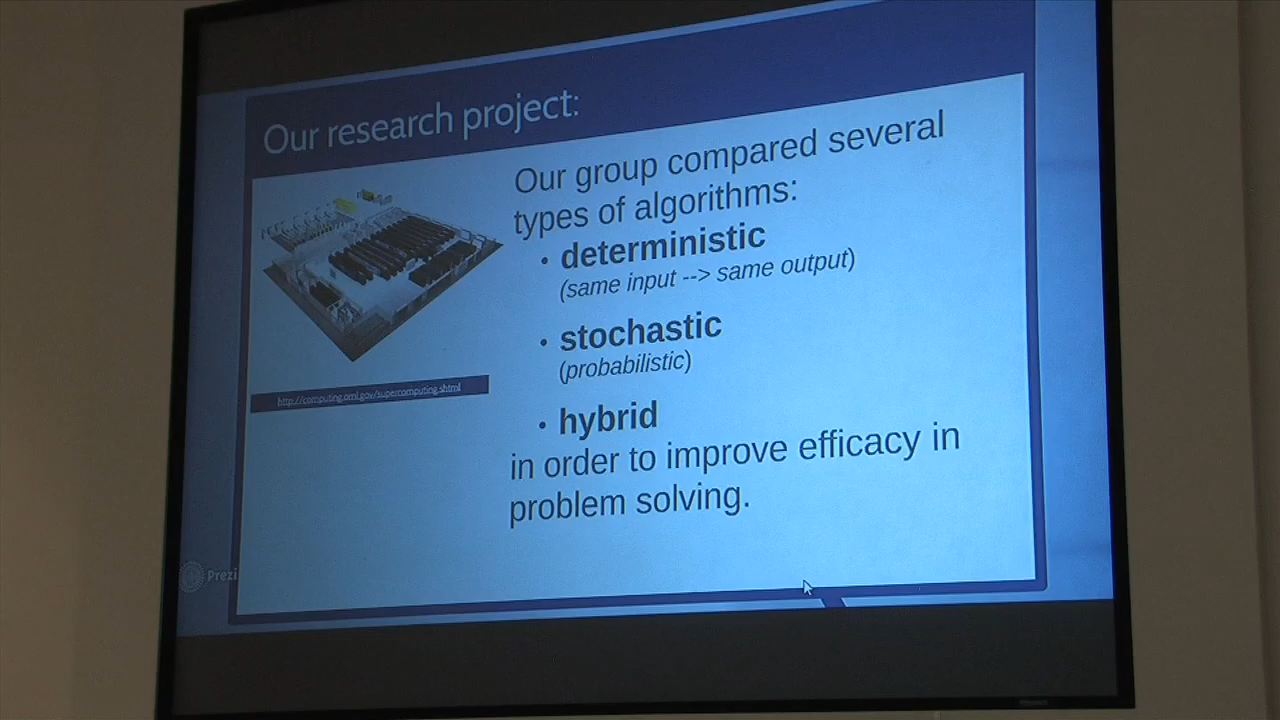 Our research project:
Our group compared several
types of algorithms:
• deterministic
(same input --> same output)
• stochastic
(probabilistic)
• hybrid
in order to improve efficacy in
problem solving.
http://computing.ornl.gov/supercomputing.shtml
Prezi